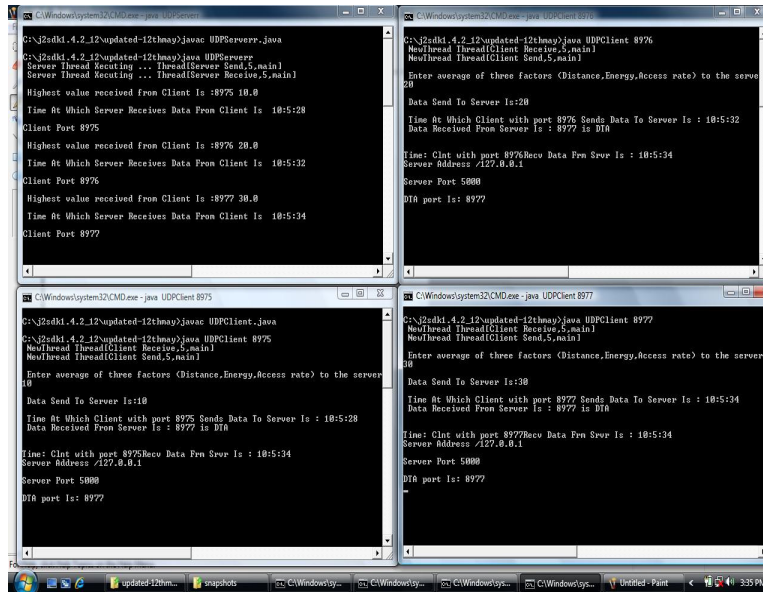 C:\Windows\system32\CMD.exe - java UDPServerr
C:\j2sdk1.4.2_12\updated-12thmay>javac UDPServerr.java
C:\j2sdk1.4.2_12\updated-12thmay>java UDPServerr
Server Thread Xecuting ... Thread[Server Send,5,main]
Server Thread Xecuting ... Thread[Server Receive,5,main]
Highest value received from Client Is :8975 10.0
Time At Which Server Receives Data From Client Is 10:5:28
Client Port 8975
Highest value received from Client Is :8976 20.0
Time At Which Server Receives Data From Client Is 10:5:32
Client Port 8976
Highest value received from Client Is :8977 30.0
Time At Which Server Receives Data From Client Is 10:5:34
Client Port 8977
C:\Windows\system32\CMD.exe - java UDPClient 8976
C:\j2sdk1.4.2_12\updated-12thmay>java UDPClient 8976
NewThread Thread[Client Receive,5,main]
NewThread Thread[Client Send,5,main]
Enter average of three factors (Distance,Energy,Access rate) to the serve
20
Data Send To Server Is:20
Time At Which Client with port 8976 Sends Data To Server Is : 10:5:32
Data Received From Server Is : 8977 is DTA
Time: Clnt with port 8976Recv Data Frm Srvr Is : 10:5:34
Server Address /127.0.0.1
Server Port 5000
DTA port Is: 8977
C:\Windows\system32\CMD.exe - java UDPClient 8975
C:\j2sdk1.4.2_12\updated-12thmay>javac UDPClient.java
C:\j2sdk1.4.2_12\updated-12thmay>java UDPClient 8975
NewThread Thread[Client Receive,5,main]
NewThread Thread[Client Send,5,main]
Enter average of three factors (Distance,Energy,Access rate) to the server
10
Data Send To Server Is:10
Time At Which Client with port 8975 Sends Data To Server Is : 10:5:28
Data Received From Server Is : 8977 is DTA
Time: Clnt with port 8975Recv Data Frm Srvr Is : 10:5:34
Server Address /127.0.0.1
Server Port 5000
DTA port Is: 8977
C:\Windows\system32\CMD.exe - java UDPClient 8977
C:\j2sdk1.4.2_12\updated-12thmay>java UDPClient 8977
NewThread Thread[Client Receive,5,main]
NewThread Thread[Client Send,5,main]
Enter average of three factors (Distance,Energy,Access rate) to the server
30
Data Send To Server Is:30
Time At Which Client with port 8977 Sends Data To Server Is : 10:5:34
Data Received From Server Is : 8977 is DTA
Time: Clnt with port 8977Recv Data Frm Srvr Is : 10:5:34
Server Address /127.0.0.1
Server Port 5000
DTA port Is: 8977
updated-12thm... snapshots C:\Windows\sy... C:\Windows\sy... C:\Windows\sys... C:\Windows\sys... Untitled - Paint 3:35 PM